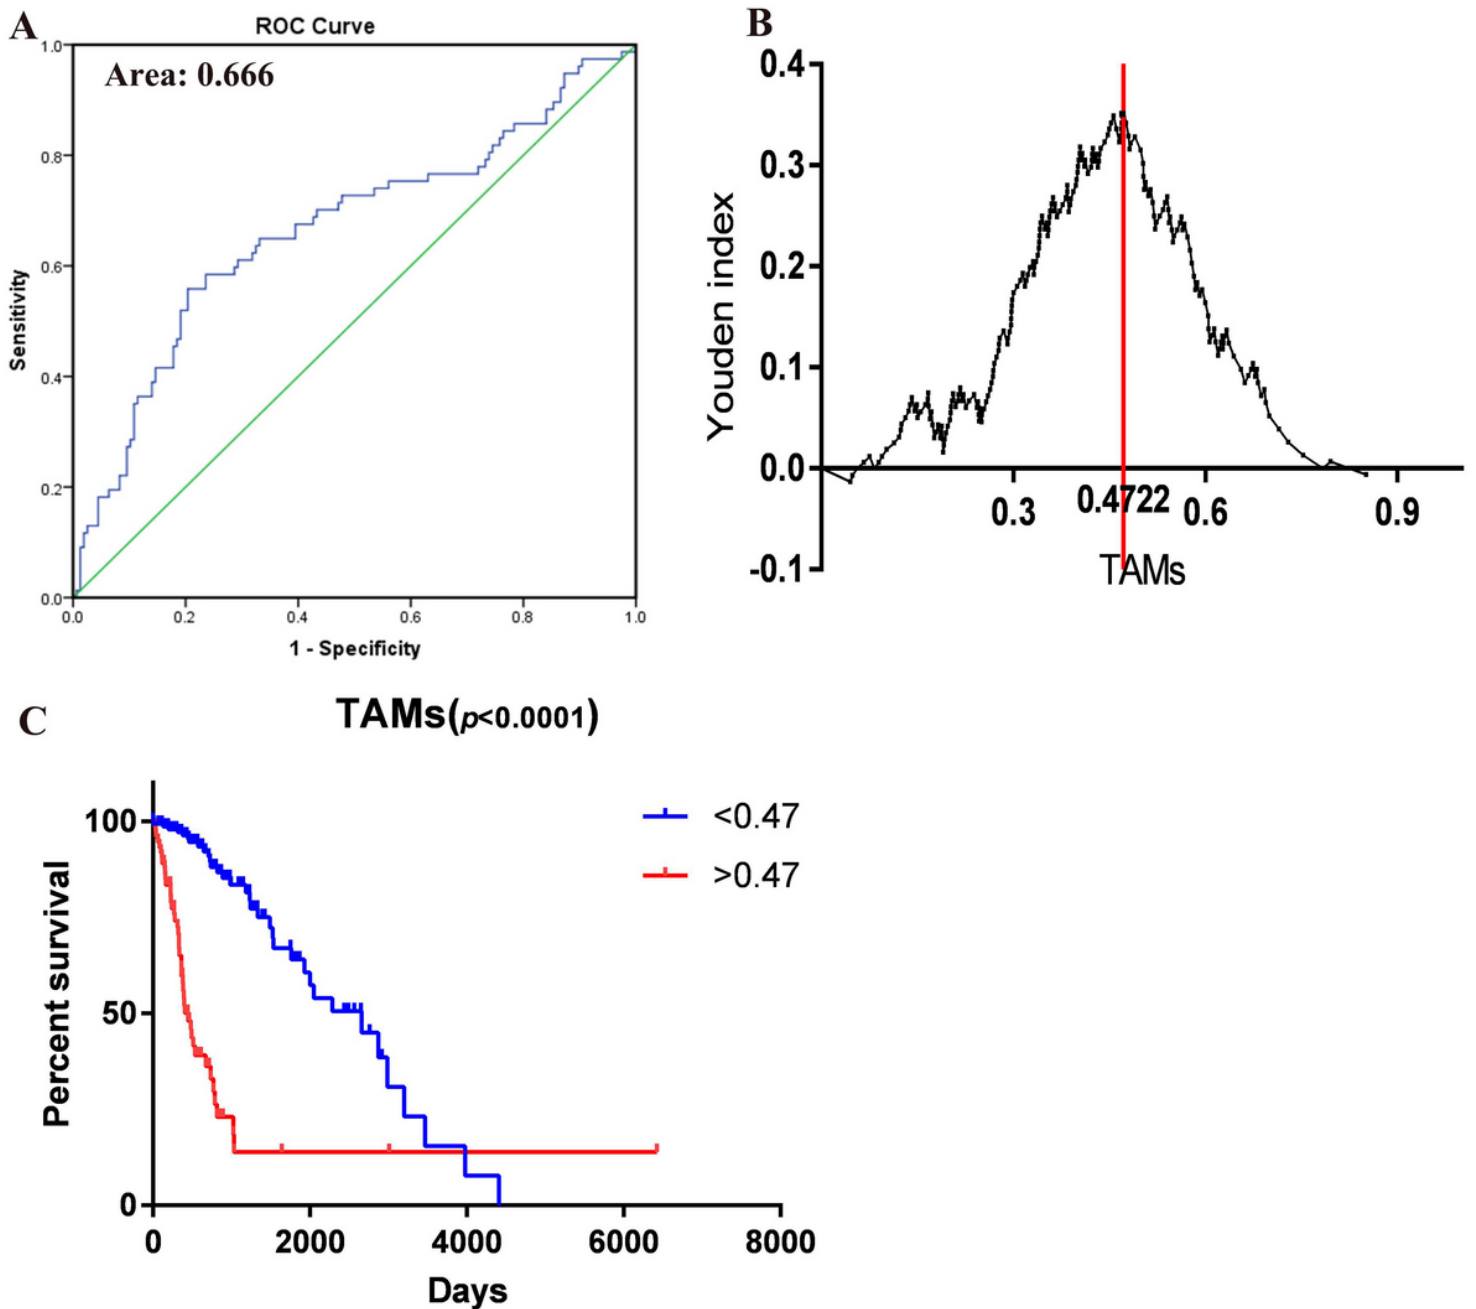 A
ROC Curve
Area: 0.666
1.0
0.8
0.6
0.4
0.2
0.0
Sensitivity
0.0 0.2 0.4 0.6 0.8 1.0
1 - Specificity
B
0.4
0.3
0.2
0.1
0.0
-0.1
Youden index
0.3 0.4722 0.6 0.9
TAMs
C
TAMs(p<0.0001)
<0.47
>0.47
100
50
0
Percent survival
0 2000 4000 6000 8000
Days